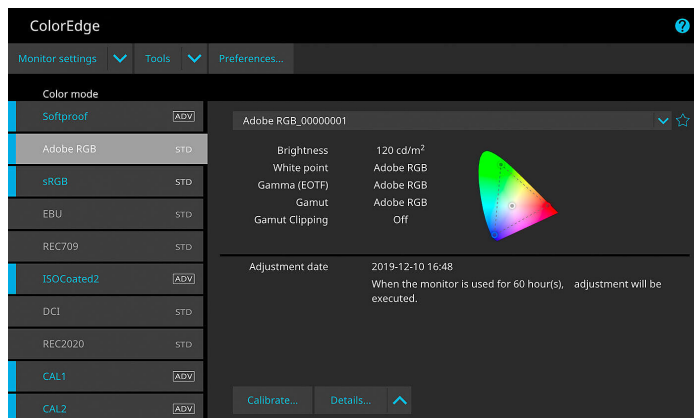 ColorEdge
Monitor settings
Tools
Preferences...
Color mode
Softproof ADV
Adobe RGB STD
sRGB STD
EBU STD
REC709 STD
ISOCoated2 ADV
DCI STD
REC2020 STD
CAL1 ADV
CAL2 ADV
Adobe RGB_00000001
Brightness 120 cd/m²
White point Adobe RGB
Gamma (EOTF) Adobe RGB
Gamut Adobe RGB
Gamut Clipping Off
Adjustment date 2019-12-10 16:48
When the monitor is used for 60 hour(s), adjustment will be
executed.
Calibrate...
Details...